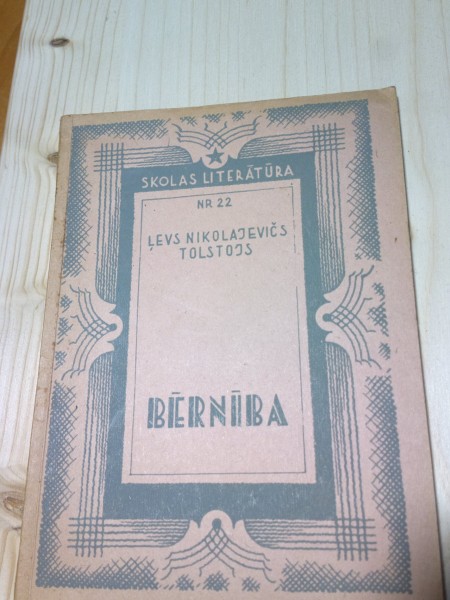 SKOLAS LITERĀTŪRA
NR 22
ĻEVS NIKOLAJEVIČS
TOLSTOJS
BĒRNĪBA